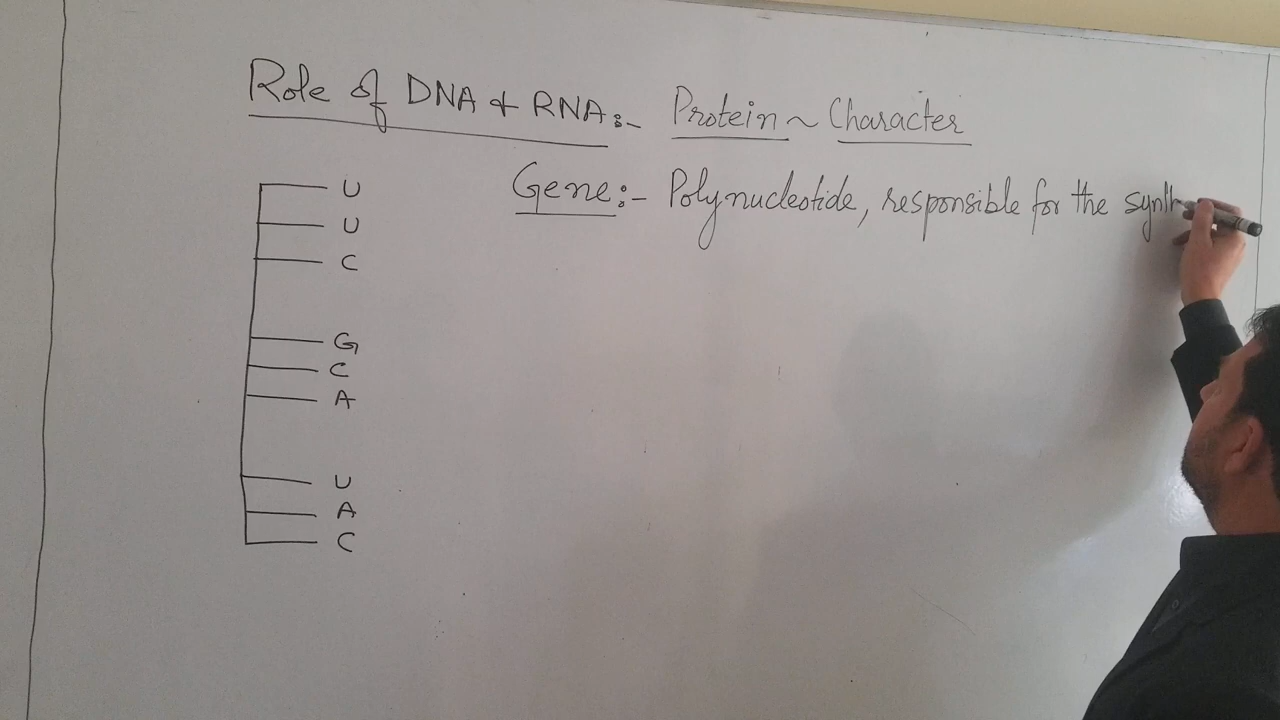 Role of DNA & RNA:- Protein ~ Character
Gene:- Polynucleotide, responsible for the synth
U
U
C
G
C
A
U
A
C